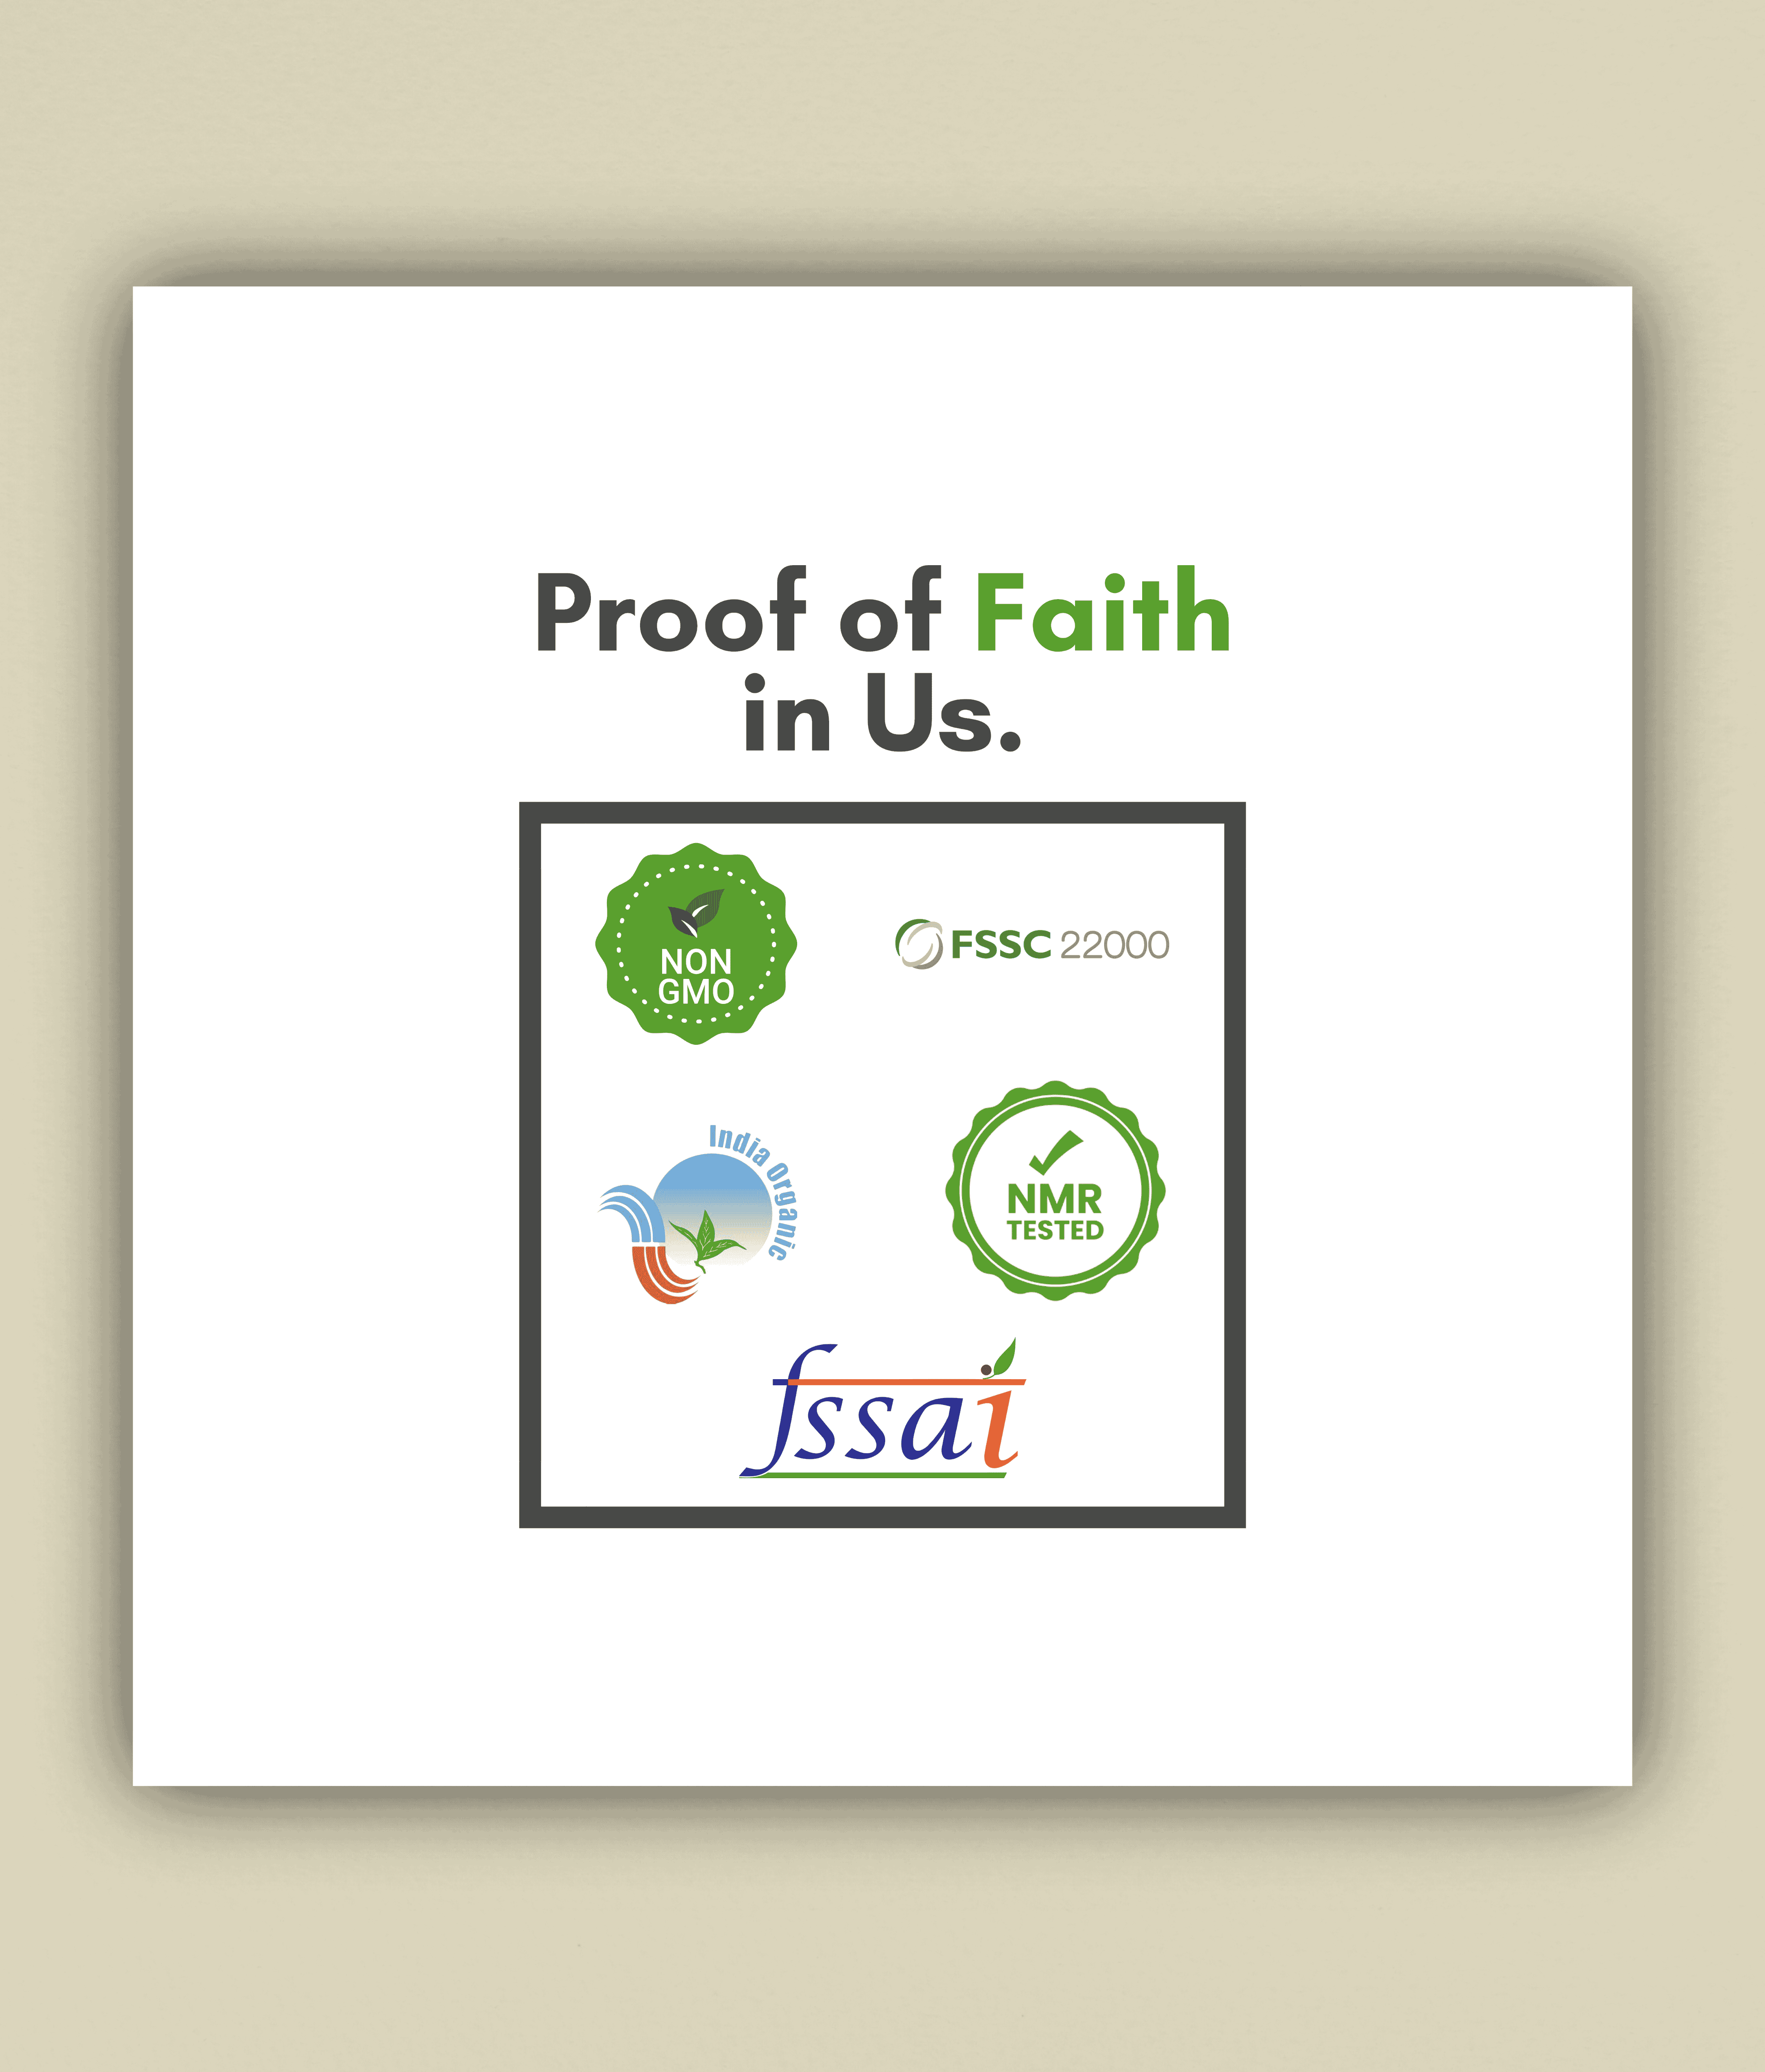 Proof of Faith
in Us.
NON
GMO
FSSC 22000
India Organic
NMR
TESTED
fssai